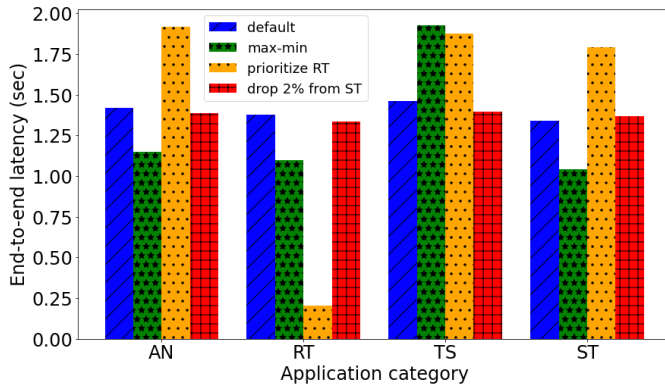 2.00
1.75
1.50
1.25
1.00
0.75
0.50
0.25
0.00
End-to-end latency (sec)
default
max-min
prioritize RT
drop 2% from ST
AN RT TS ST
Application category